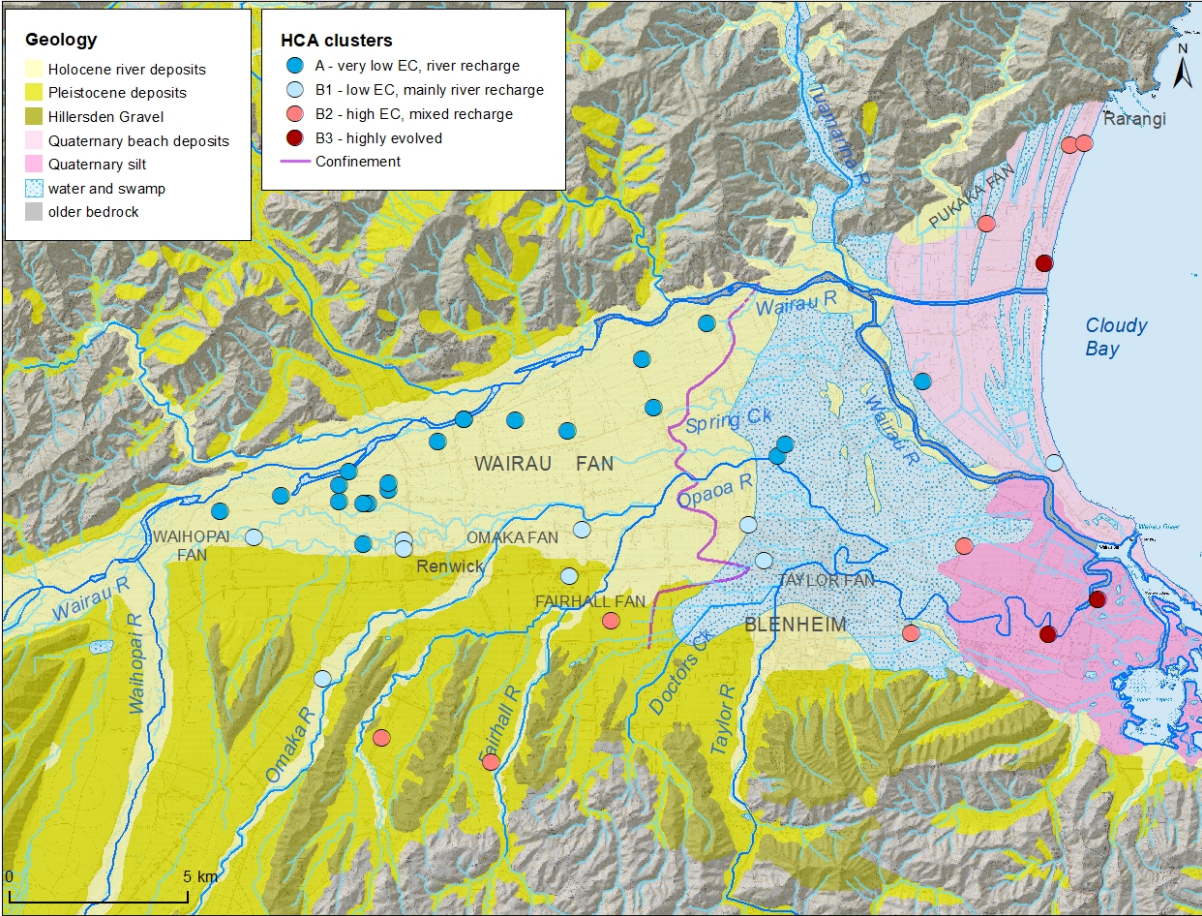 Geology
Holocene river deposits
Pleistocene deposits
Hillersden Gravel
Quaternary beach deposits
Quaternary silt
water and swamp
older bedrock
HCA clusters
A - very low EC, river recharge
B1 - low EC, mainly river recharge
B2 - high EC, mixed recharge
B3 - highly evolved
Confinement
N
Tuamarina R
Rarangi
PUKAKA FAN
Wairau R
Cloudy
Bay
Spring Ck
Wairau R
WAIRAU FAN
Opaoa R
WAIHOPAI
FAN
OMAKA FAN
Renwick
TAYLOR FAN
Wairau R
FAIRHALL FAN
BLENHEIM
Waihopai R
Doctors Ck
Omaka R
Fairhall R
Taylor R
0
5 km